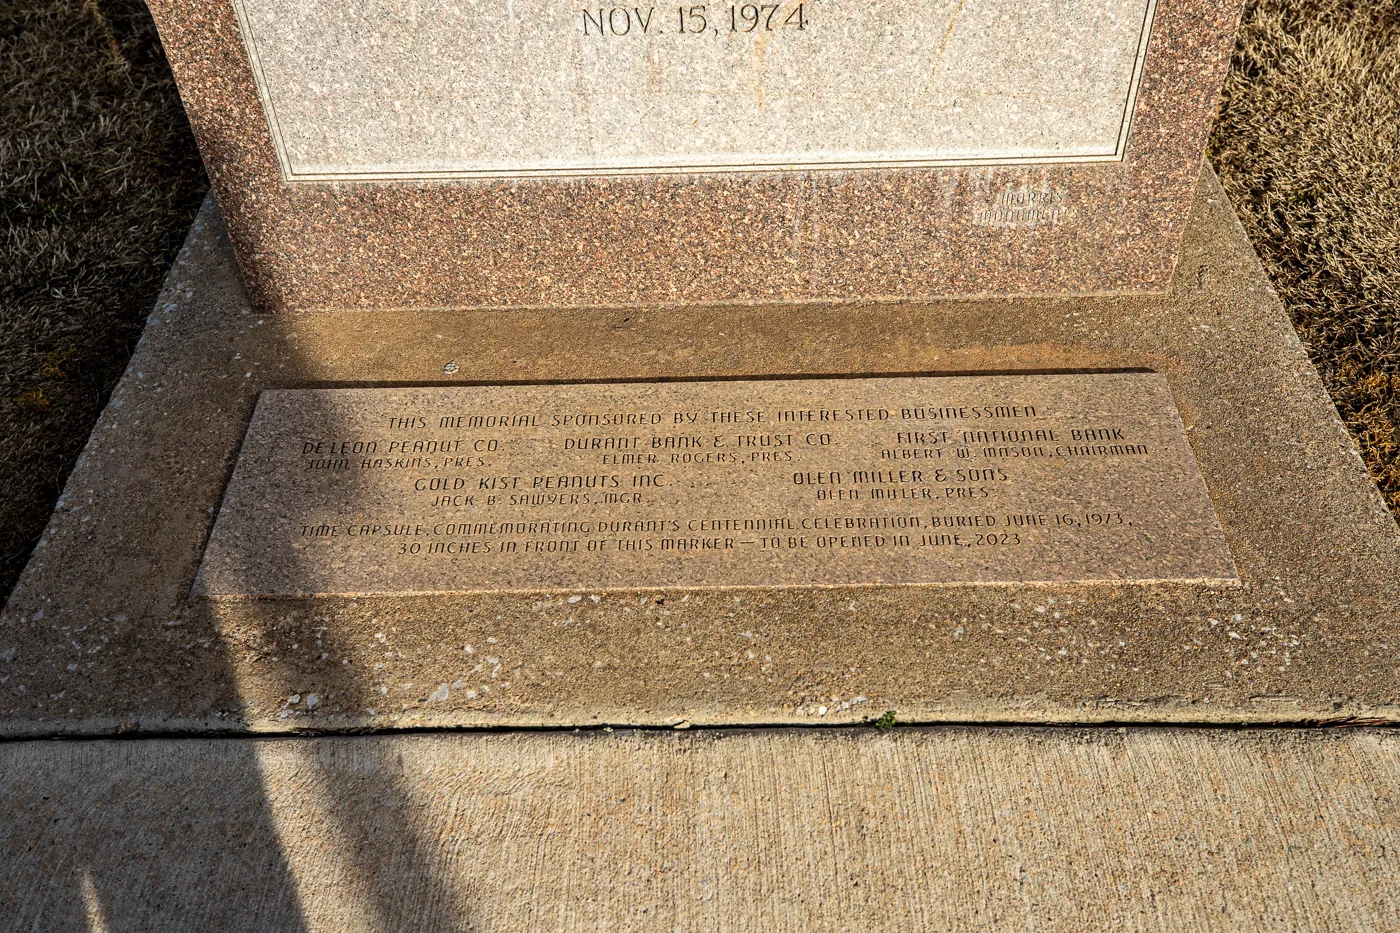 NOV. 15, 1974
MORRIS
MONUMENTS
THIS MEMORIAL SPONSORED BY THESE INTERESTED BUSINESSMEN
DE LEON PEANUT CO. DURANT BANK & TRUST CO. FIRST NATIONAL BANK
JOHN HASKINS, PRES. ELMER ROGERS, PRES. ALBERT W. MASON, CHAIRMAN
GOLD KIST PEANUTS INC. OLEN MILLER & SONS
JACK B. SAWYERS, MGR. OLEN MILLER, PRES.
TIME CAPSULE, COMMEMORATING DURANT'S CENTENNIAL CELEBRATION, BURIED JUNE 16, 1973,
30 INCHES IN FRONT OF THIS MARKER — TO BE OPENED IN JUNE, 2023